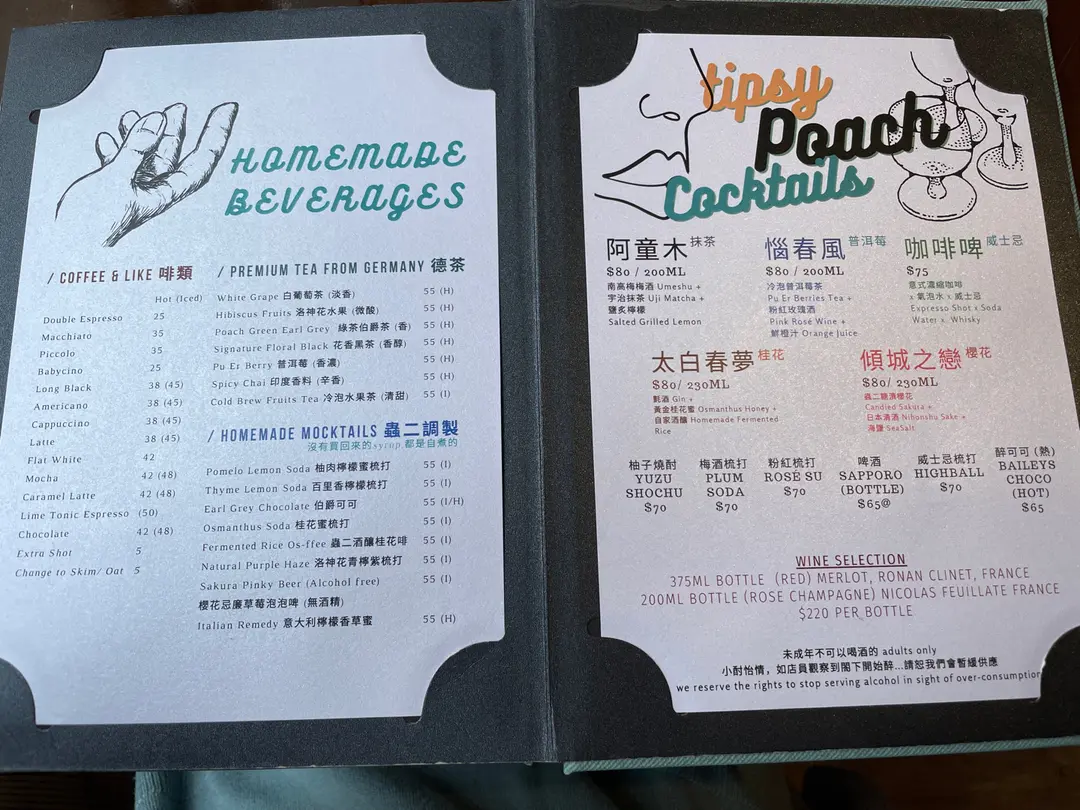 HOMEMADE
BEVERAGES
/ COFFEE & LIKE 啡類
Hot (Iced)
Double Espresso 25
Macchiato 35
Piccolo 35
Babycino 25
Long Black 38 (45)
Americano 38 (45)
Cappuccino 38 (45)
Latte 38 (45)
Flat White 42
Mocha 42 (48)
Caramel Latte 42 (48)
Lime Tonic Espresso (50)
Chocolate 42 (48)
Extra Shot 5
Change to Skim/ Oat 5
/ PREMIUM TEA FROM GERMANY 德茶
White Grape 白葡萄茶 (淡香) 55 (H)
Hibiscus Fruits 洛神花水果 (微酸) 55 (H)
Poach Green Earl Grey 綠茶伯爵茶 (香) 55 (H)
Signature Floral Black 花香黑茶 (香醇) 55 (H)
Pu Er Berry 普洱莓 (香濃) 55 (H)
Spicy Chai 印度香料 (辛香) 55 (H)
Cold Brew Fruits Tea 冷泡水果茶 (清甜) 55 (I)
/ HOMEMADE MOCKTAILS 蟲二調製
沒有買回來的syrup,都是自煮的
Pomelo Lemon Soda 柚肉檸檬蜜梳打 55 (I)
Thyme Lemon Soda 百里香檸檬梳打 55 (I)
Earl Grey Chocolate 伯爵可可 55 (I/H)
Osmanthus Soda 桂花蜜梳打 55 (I)
Fermented Rice Os-ffee 蟲二酒釀桂花啡 55 (I)
Natural Purple Haze 洛神花青檸紫梳打 55 (I)
Sakura Pinky Beer (Alcohol free) 55 (I)
櫻花忌廉草莓泡泡啤 (無酒精)
Italian Remedy 意大利檸檬香草蜜 55 (H)
tipsy
Poach
Cocktails
阿童木 抹茶
$80 / 200ML
南高梅梅酒 Umeshu +
宇治抹茶 Uji Matcha +
鹽炙檸檬
Salted Grilled Lemon
惱春風 普洱莓
$80 / 200ML
冷泡普洱莓茶
Pu Er Berries Tea +
粉紅玫瑰酒
Pink Rosé Wine +
鮮橙汁 Orange Juice
咖啡啤 威士忌
$75
意式濃縮咖啡
x 氣泡水 x 威士忌
Expresso Shot x Soda
Water x Whisky
太白春夢 桂花
$80/ 230ML
氈酒 Gin +
黃金桂花蜜 Osmanthus Honey +
自家酒釀 Homemade Fermented
Rice
傾城之戀 櫻花
$80/ 230ML
蟲二糖漬櫻花
Candied Sakura +
日本清酒 Nihonshu Sake +
海鹽 SeaSalt
柚子燒酎
YUZU
SHOCHU
$70
梅酒梳打
PLUM
SODA
$70
粉紅梳打
ROSÉ SU
$70
啤酒
SAPPORO
(BOTTLE)
$65@
威士忌梳打
HIGHBALL
$70
醉可可 (熱)
BAILEYS
CHOCO
(HOT)
$65
WINE SELECTION
375ML BOTTLE (RED) MERLOT, RONAN CLINET, FRANCE
200ML BOTTLE (ROSE CHAMPAGNE) NICOLAS FEUILLATE FRANCE
$220 PER BOTTLE
未成年不可以喝酒的 adults only
小酌怡情，如店員觀察到閣下開始醉...請恕我們會暫緩供應
we reserve the rights to stop serving alcohol in sight of over-consumption